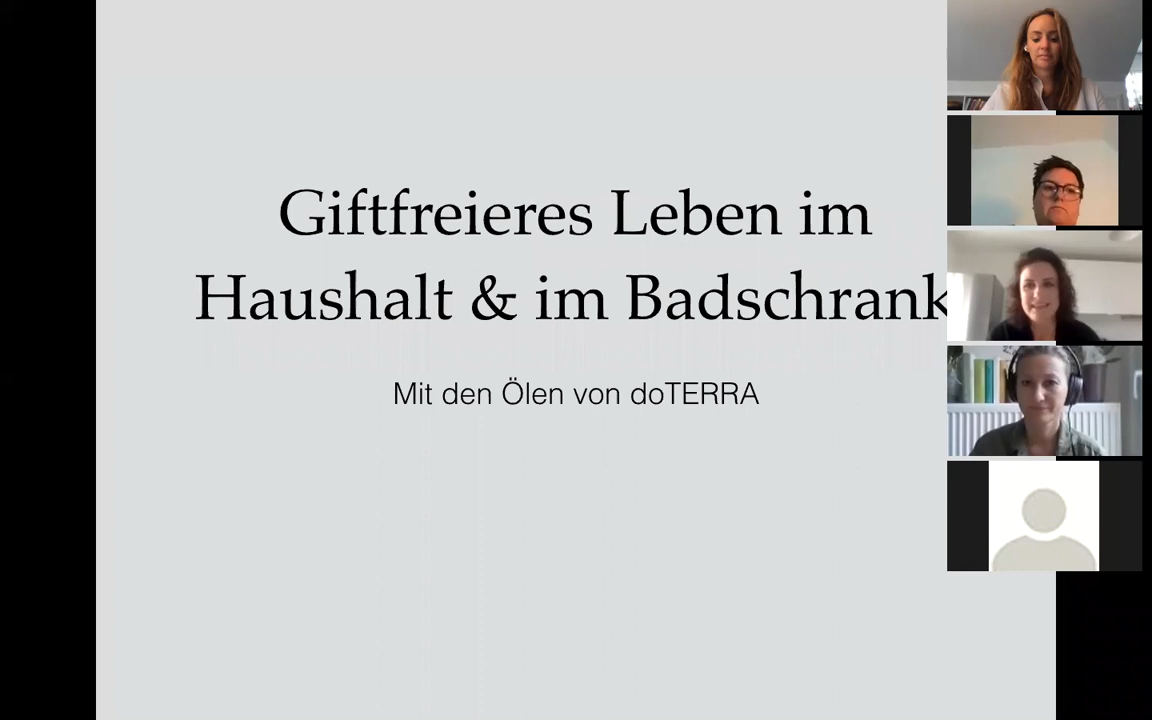 Giftfreieres Leben im
Haushalt & im Badschrank
Mit den Ölen von doTERRA